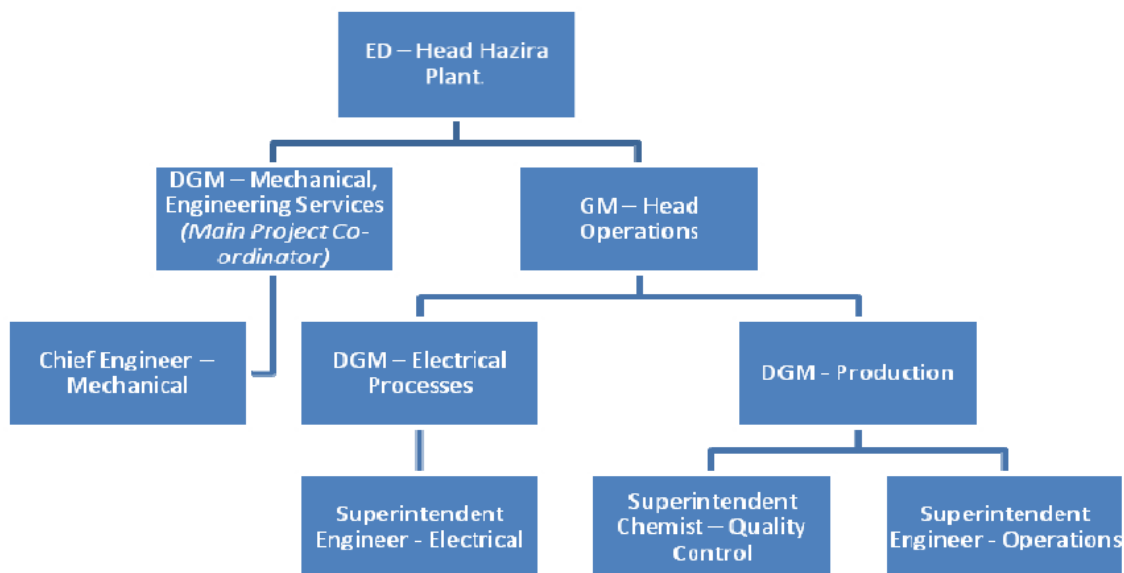 ED – Head Hazira
Plant.
DGM – Mechanical,
Engineering Services
(Main Project Co-
ordinator)
GM – Head
Operations
Chief Engineer –
Mechanical
DGM – Electrical
Processes
DGM - Production
Superintendent
Engineer - Electrical
Superintendent
Chemist – Quality
Control
Superintendent
Engineer - Operations